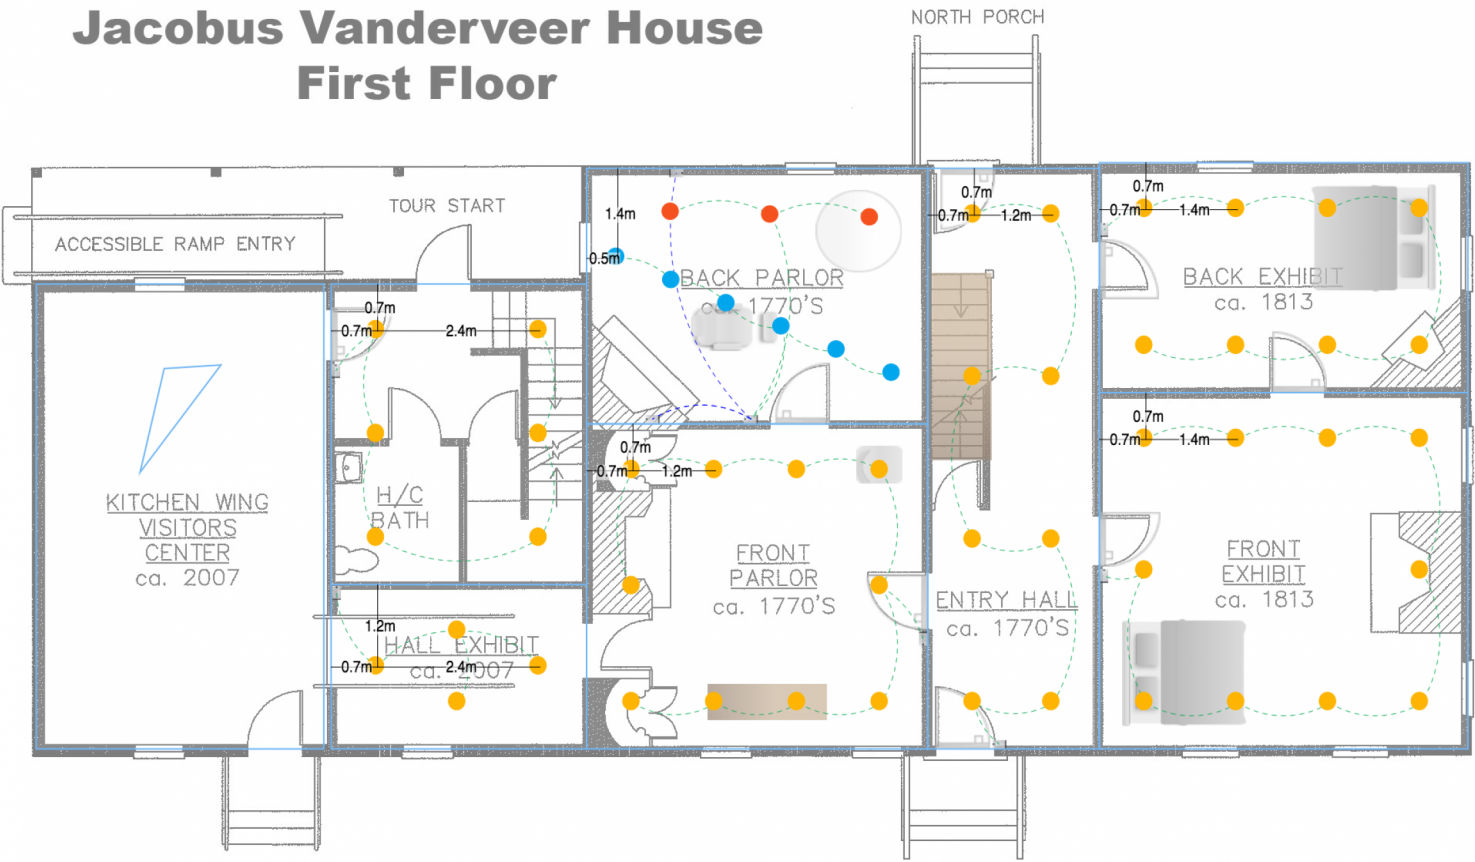 Jacobus Vanderveer House
First Floor
NORTH PORCH
TOUR START
ACCESSIBLE RAMP ENTRY
1.4m
0.5m
BACK PARLOR
1770'S
0.7m
0.7m
1.2m
0.7m
0.7m
1.4m
BACK EXHIBIT
ca. 1813
0.7m
0.7m
2.4m
KITCHEN WING
VISITORS
CENTER
ca. 2007
H/C
BATH
0.7m
0.7m
1.2m
FRONT
PARLOR
ca. 1770'S
ENTRY HALL
ca. 1770'S
0.7m
0.7m
1.4m
FRONT
EXHIBIT
ca. 1813
1.2m
HALL EXHIBIT
ca. 2007
0.7m
2.4m